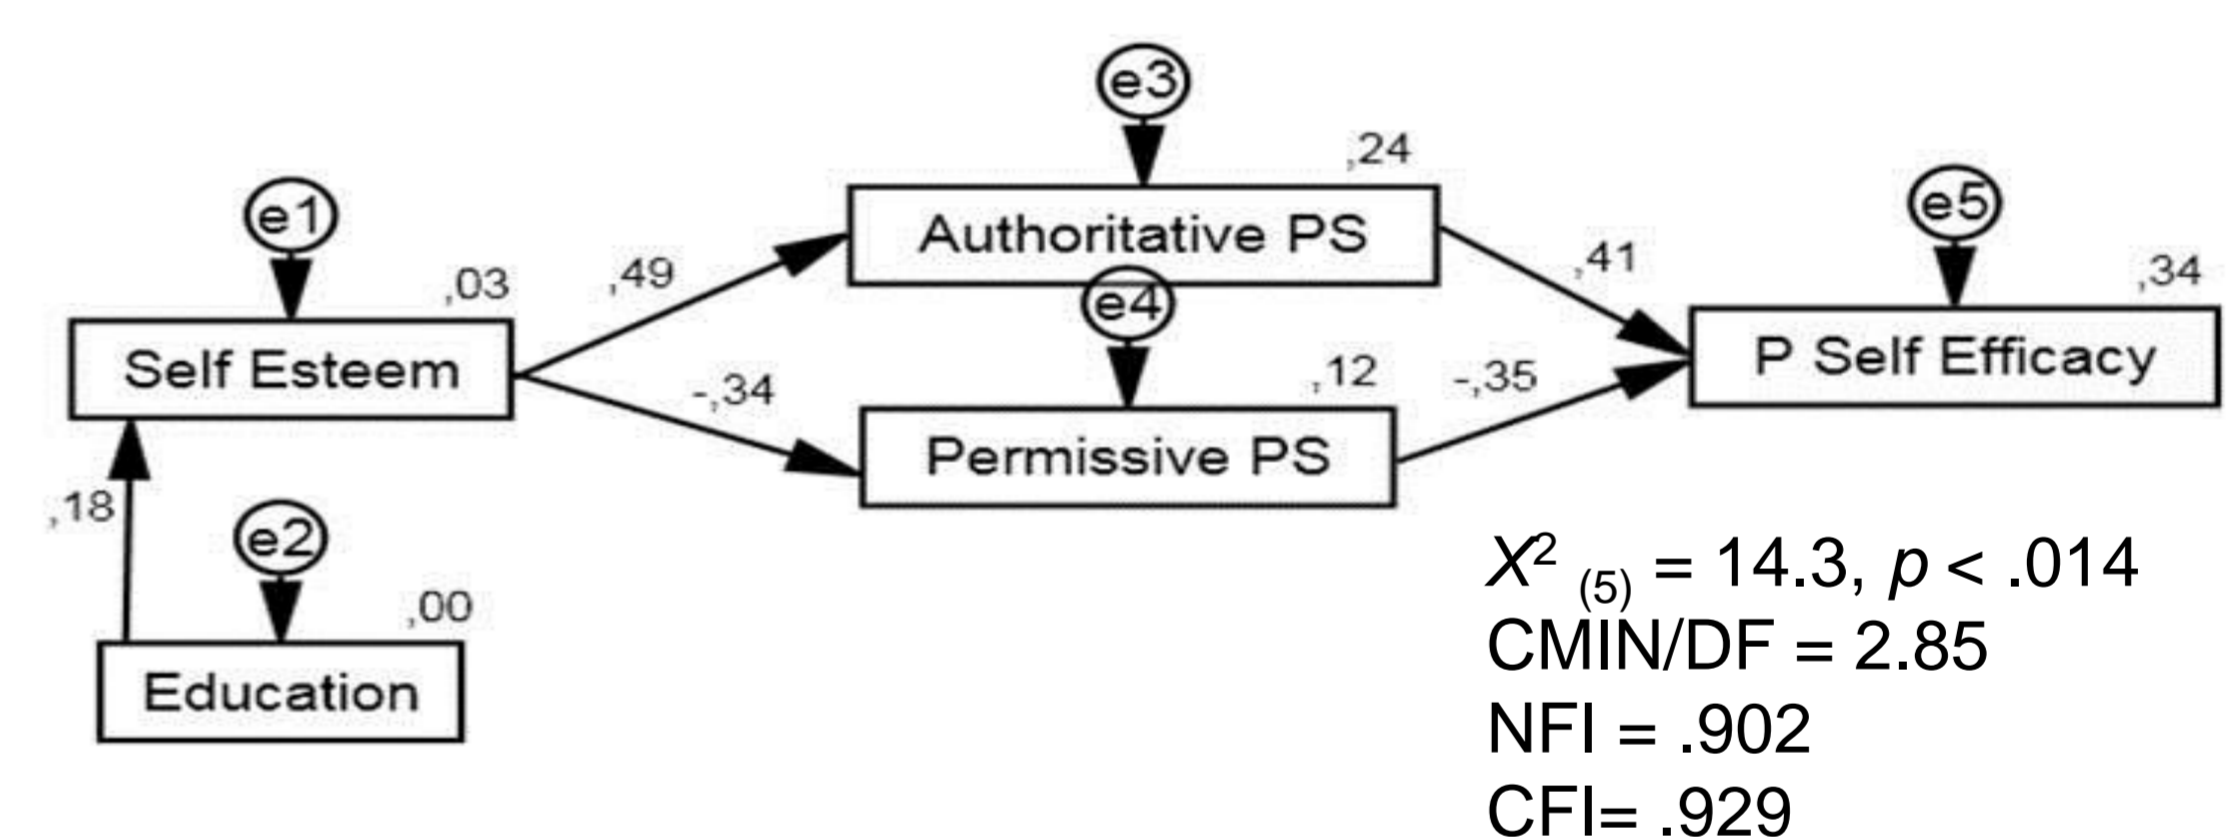 e3
,24
e1
Authoritative PS
e5
,03
,49
,41
,34
e4
Self Esteem
P Self Efficacy
-,34
,12
-,35
Permissive PS
,18
e2
,00
Education
X² (5) = 14.3, p < .014
CMIN/DF = 2.85
NFI = .902
CFI= .929